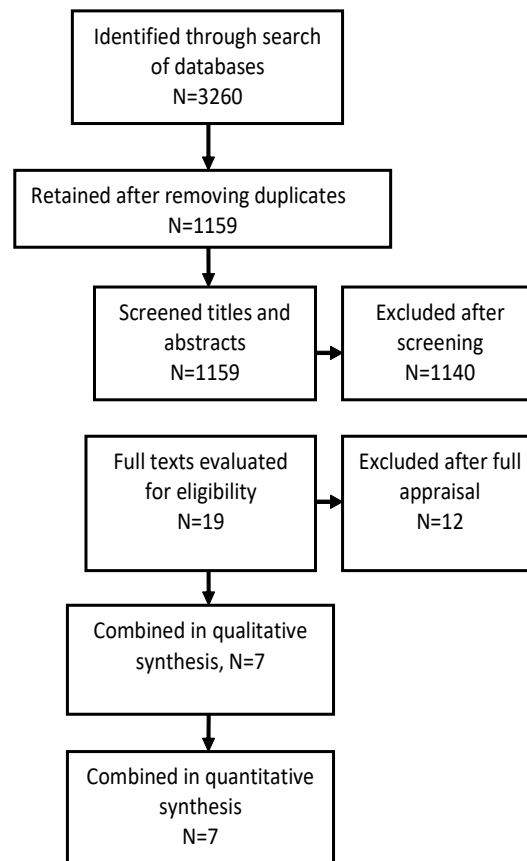 Identified through search
of databases
N=3260
Retained after removing duplicates
N=1159
Screened titles and
abstracts
N=1159
Excluded after
screening
N=1140
Full texts evaluated
for eligibility
N=19
Excluded after full
appraisal
N=12
Combined in qualitative
synthesis, N=7
Combined in quantitative
synthesis
N=7